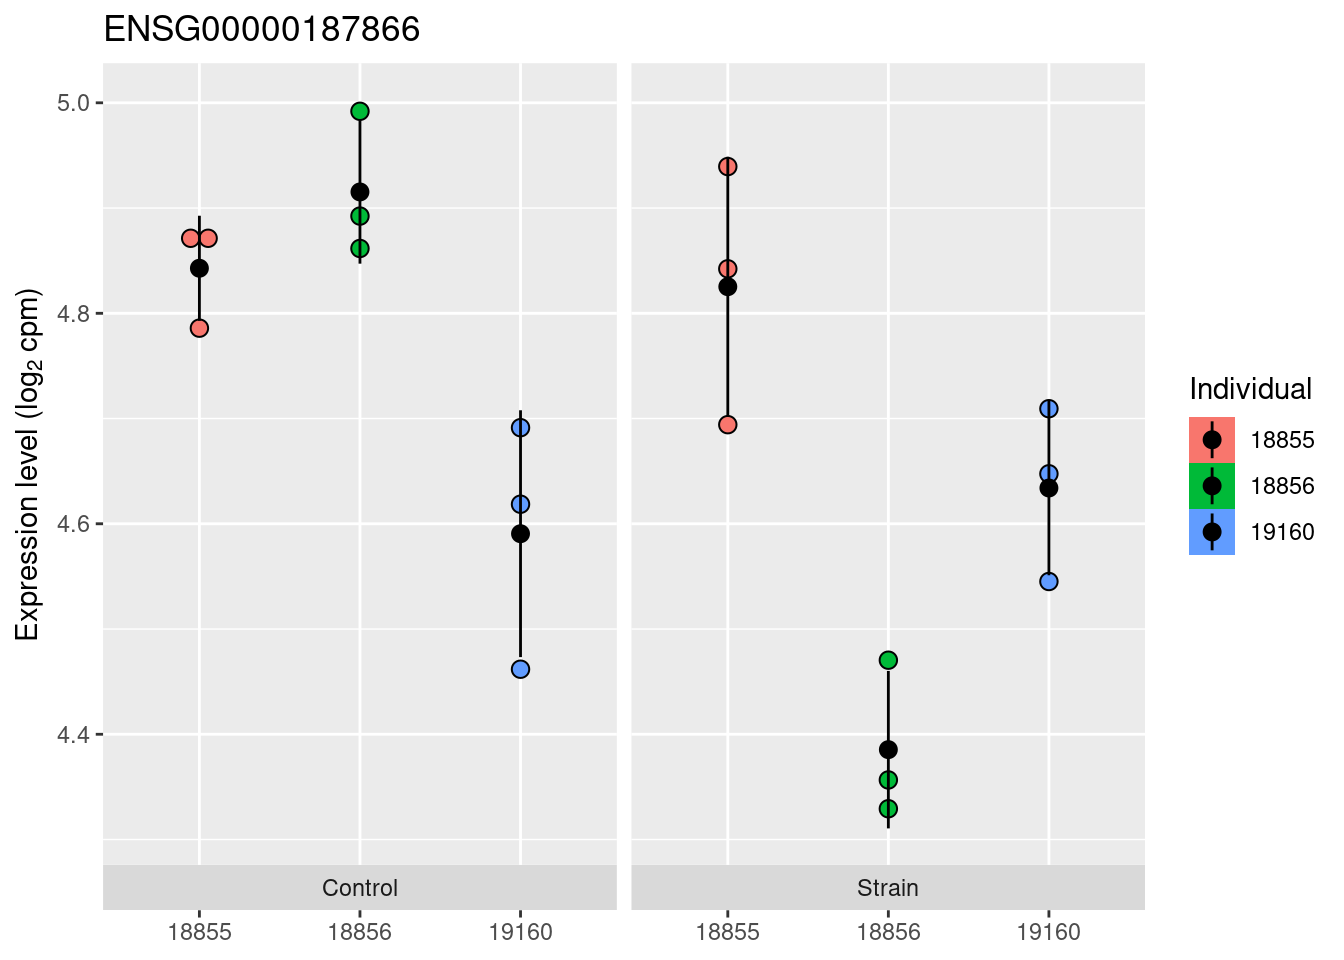 ENSG00000187866
Expression level (log2 cpm)
5.0
4.8
4.6
4.4
Control
Strain
18855
18856
19160
18855
18856
19160
Individual
18855
18856
19160